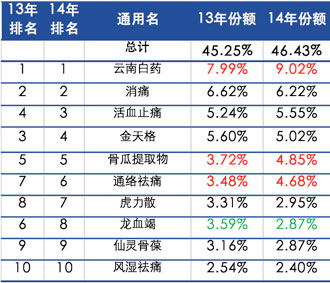 13年排名 14年排名 通用名 13年份额 14年份额
总计 45.25% 46.43%
1 1 云南白药 7.99% 9.02%
2 2 消痛 6.62% 6.22%
4 3 活血止痛 5.24% 5.55%
3 4 金天格 5.60% 5.02%
5 5 骨瓜提取物 3.72% 4.85%
7 6 通络祛痛 3.48% 4.68%
8 7 虎力散 3.31% 2.95%
6 8 龙血竭 3.59% 2.87%
9 9 仙灵骨葆 3.16% 2.87%
10 10 风湿祛痛 2.54% 2.40%